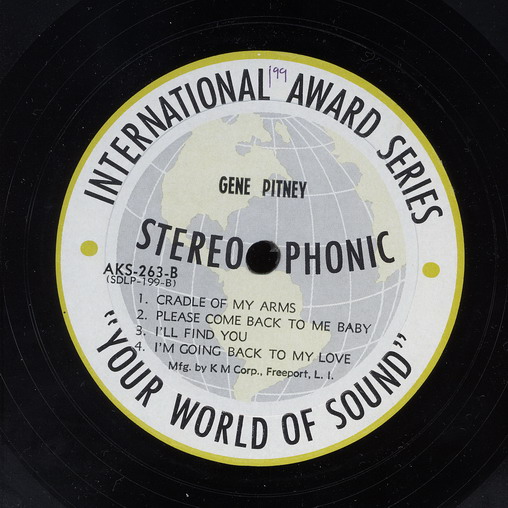 INTERNATIONAL AWARD SERIES
199
GENE PITNEY
STEREO PHONIC
AKS-263-B
(SDLP-199-B)
1. CRADLE OF MY ARMS
2. PLEASE COME BACK TO ME BABY
3. I'LL FIND YOU
4. I'M GOING BACK TO MY LOVE
Mfg. by K M Corp., Freeport, L. I.
"YOUR WORLD OF SOUND"